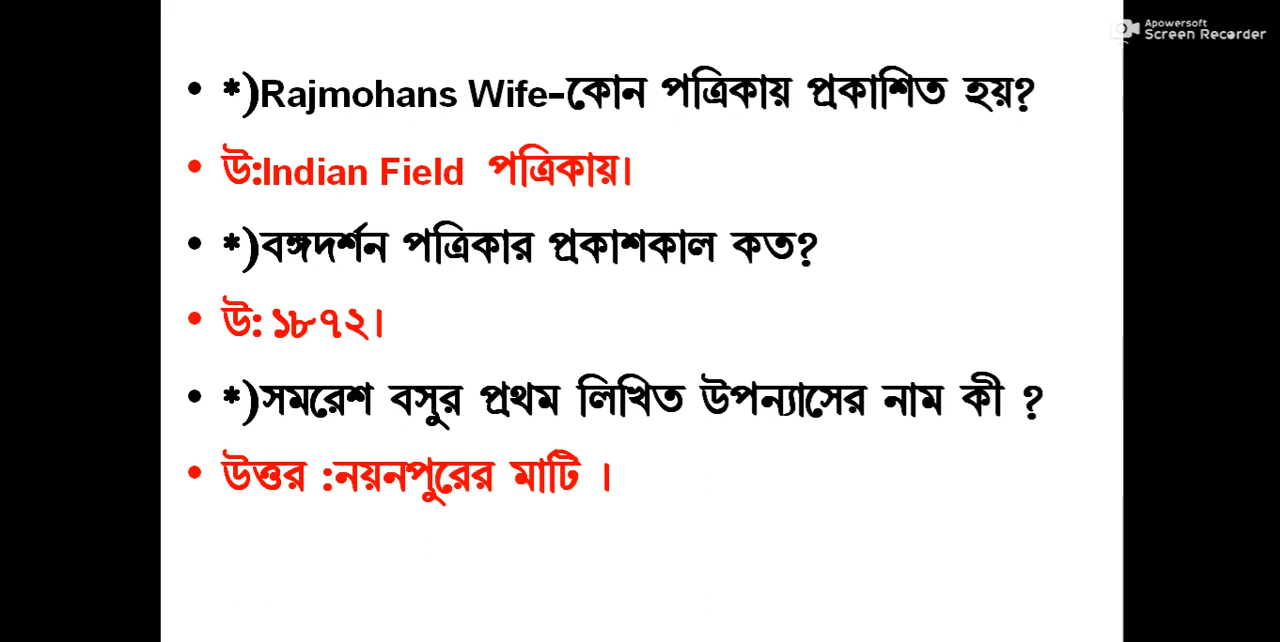 Apowersoft
Screen Recorder
• *)Rajmohans Wife-কোন পত্রিকায় প্রকাশিত হয়?
• উ:Indian Field পত্রিকায়।
• *)বঙ্গদর্শন পত্রিকার প্রকাশকাল কত?
• উ: ১৮৭২।
• *)সমরেশ বসুর প্রথম লিখিত উপন্যাসের নাম কী ?
• উত্তর :নয়নপুরের মাটি ।